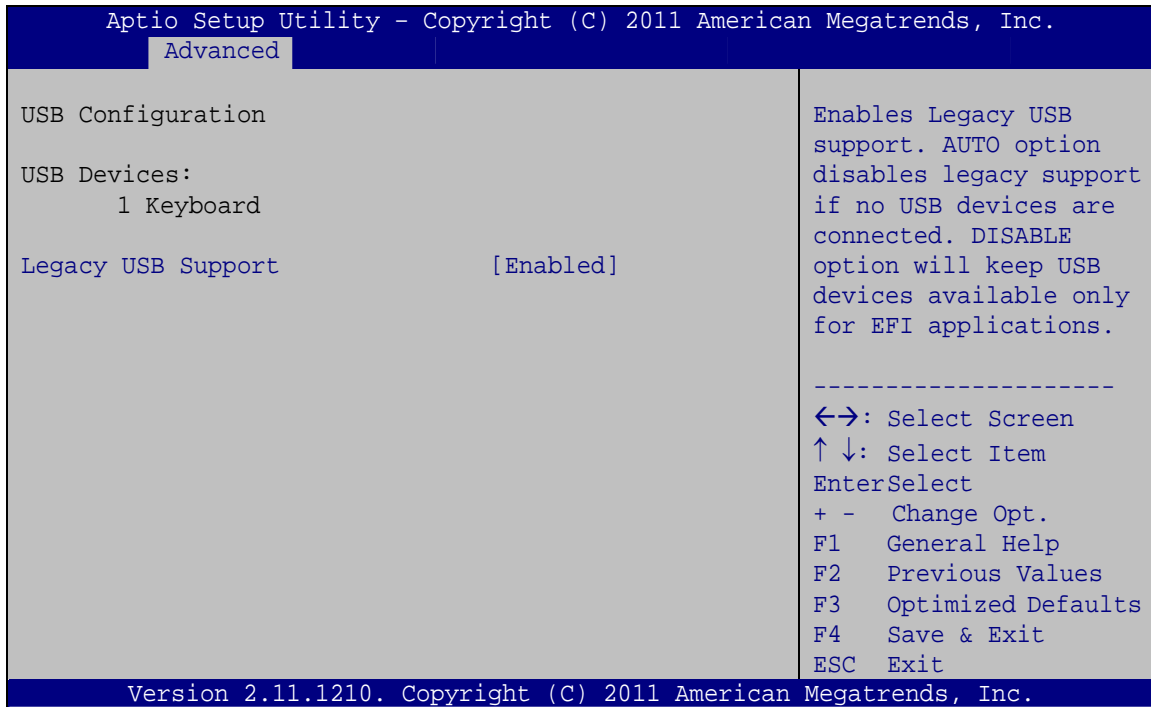 Aptio Setup Utility – Copyright (C) 2011 American Megatrends, Inc.
Advanced
USB Configuration
USB Devices:
1 Keyboard
Legacy USB Support [Enabled]
Enables Legacy USB
support. AUTO option
disables legacy support
if no USB devices are
connected. DISABLE
option will keep USB
devices available only
for EFI applications.
---------------------
←→: Select Screen
↑ ↓: Select Item
EnterSelect
+ - Change Opt.
F1 General Help
F2 Previous Values
F3 Optimized Defaults
F4 Save & Exit
ESC Exit
Version 2.11.1210. Copyright (C) 2011 American Megatrends, Inc.